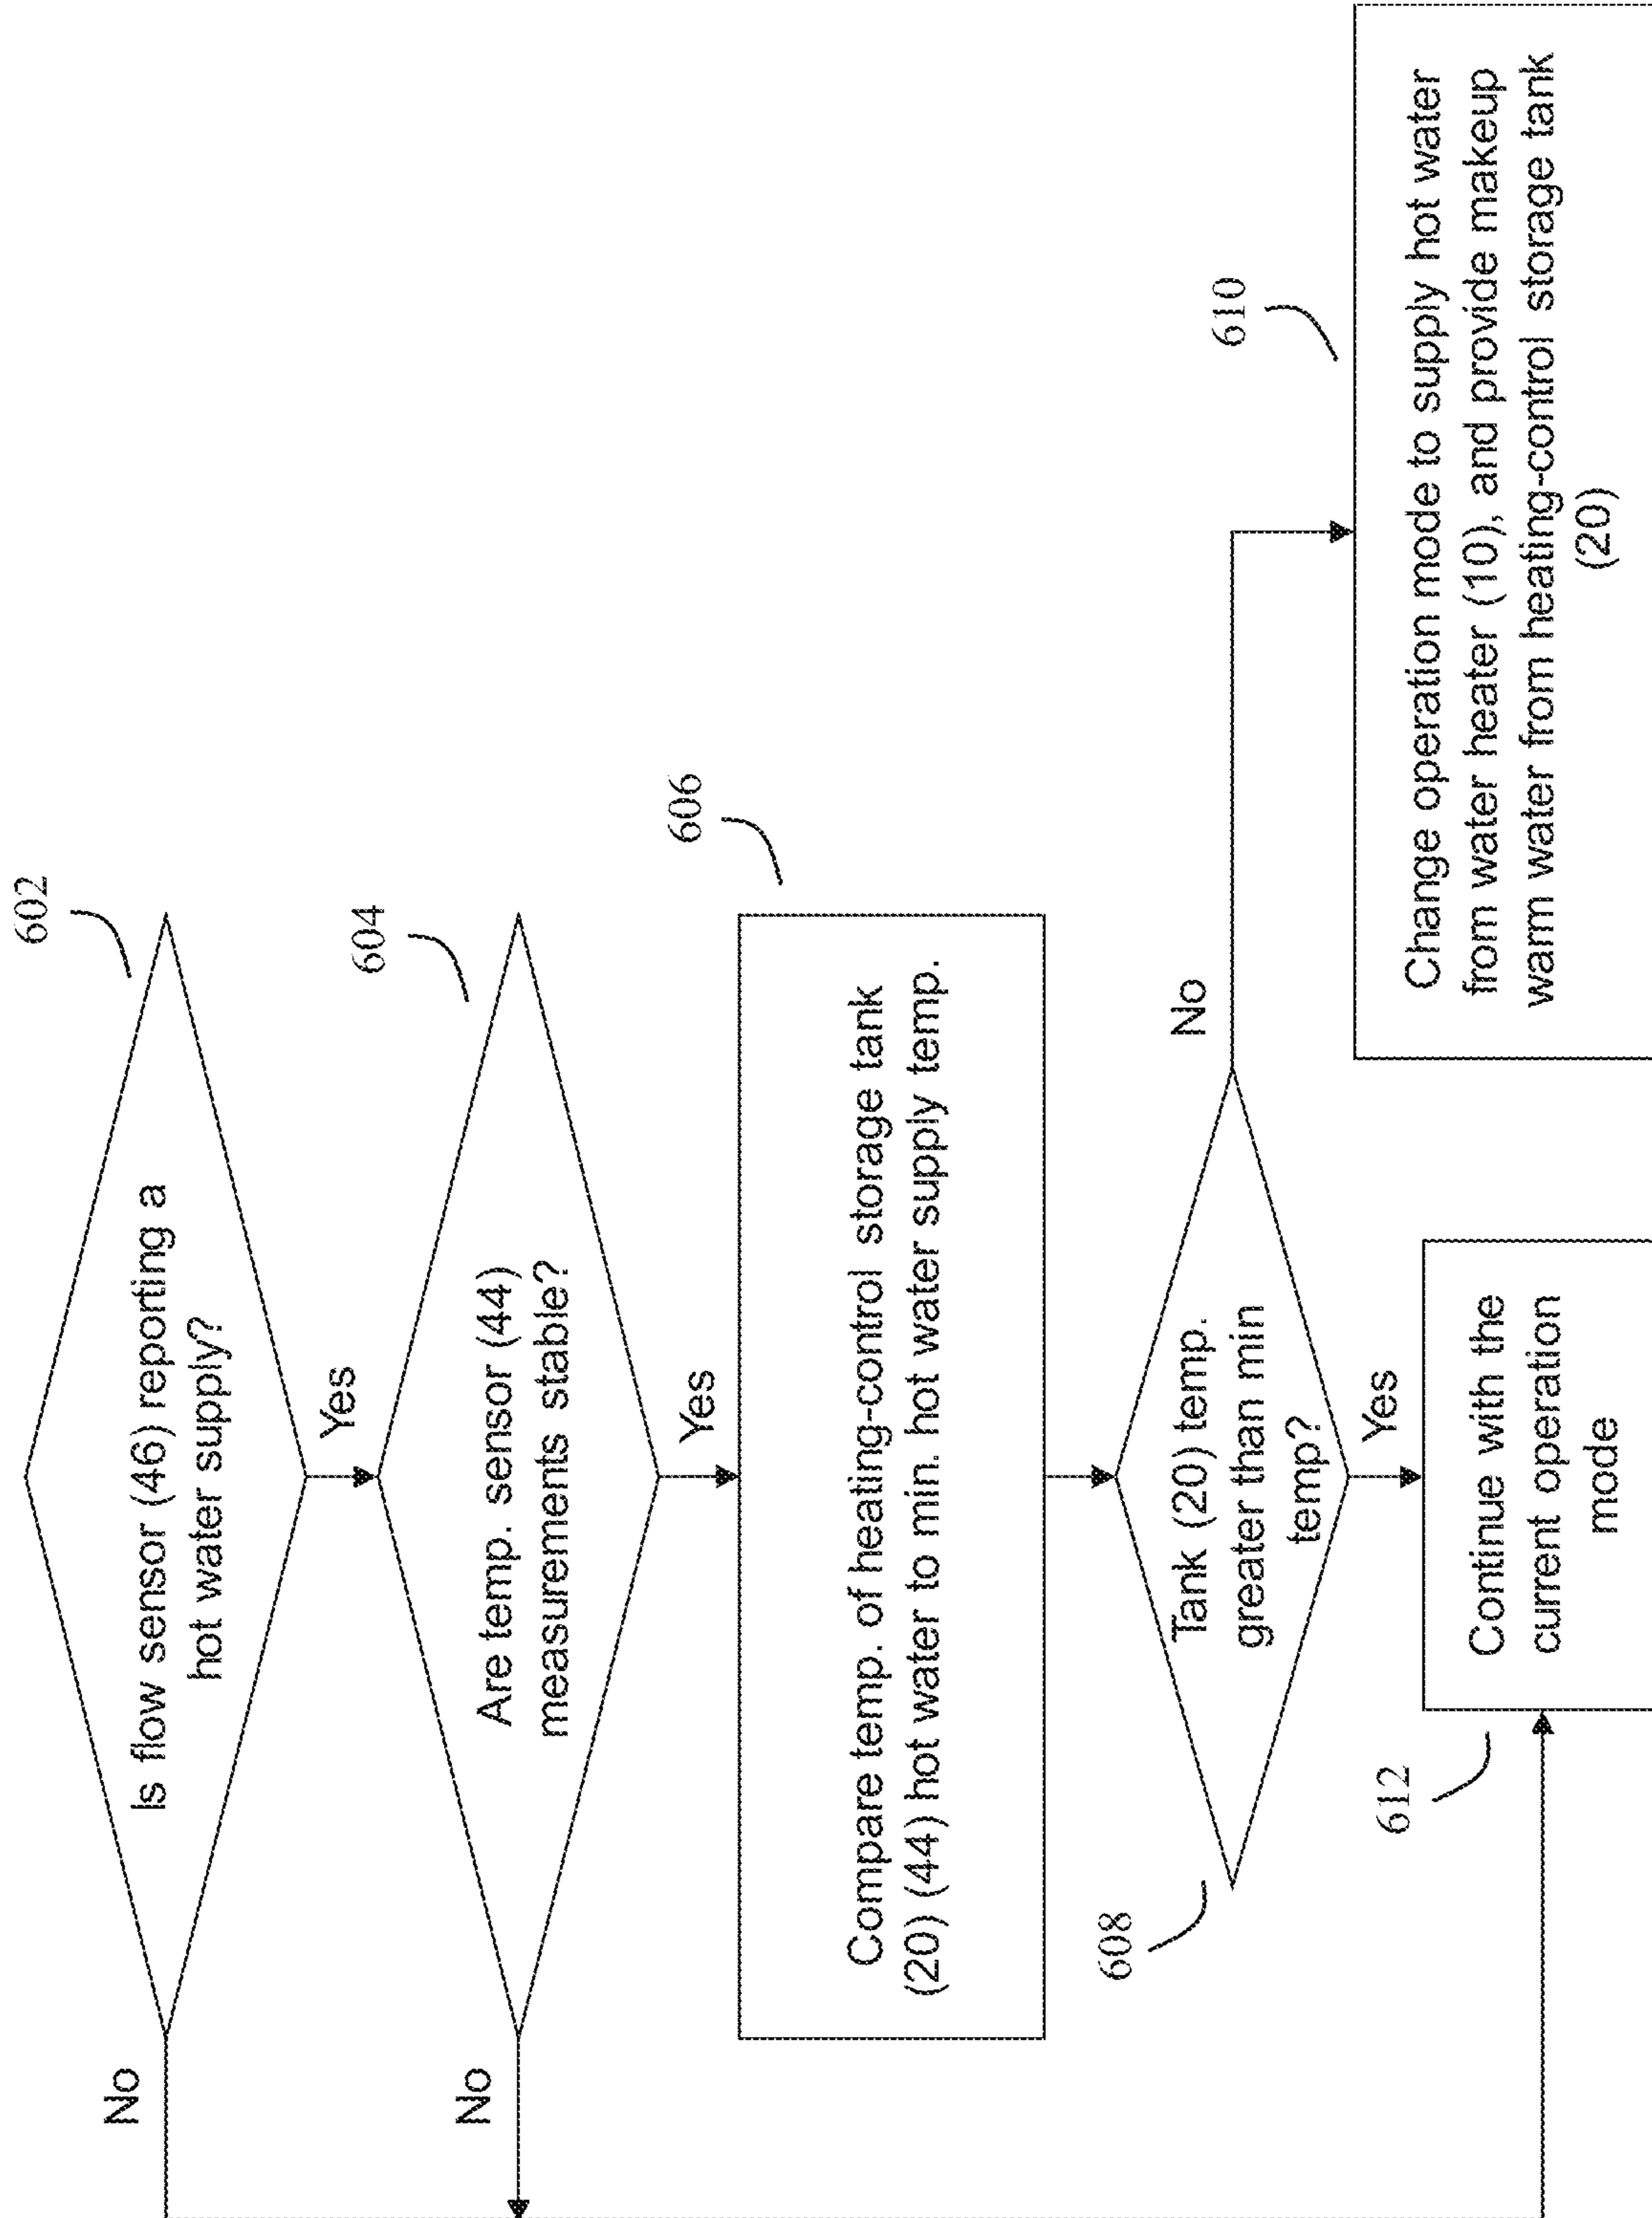 602
Is flow sensor (46) reporting a
hot water supply?
No
Yes
604
Are temp. sensor (44)
measurements stable?
No
Yes
606
Compare temp. of heating-control storage tank
(20) (44) hot water to min. hot water supply temp.
608
Tank (20) temp.
greater than min
temp?
No
Yes
610
Change operation mode to supply hot water
from water heater (10), and provide makeup
warm water from heating-control storage tank
(20)
612
Continue with the
current operation
mode